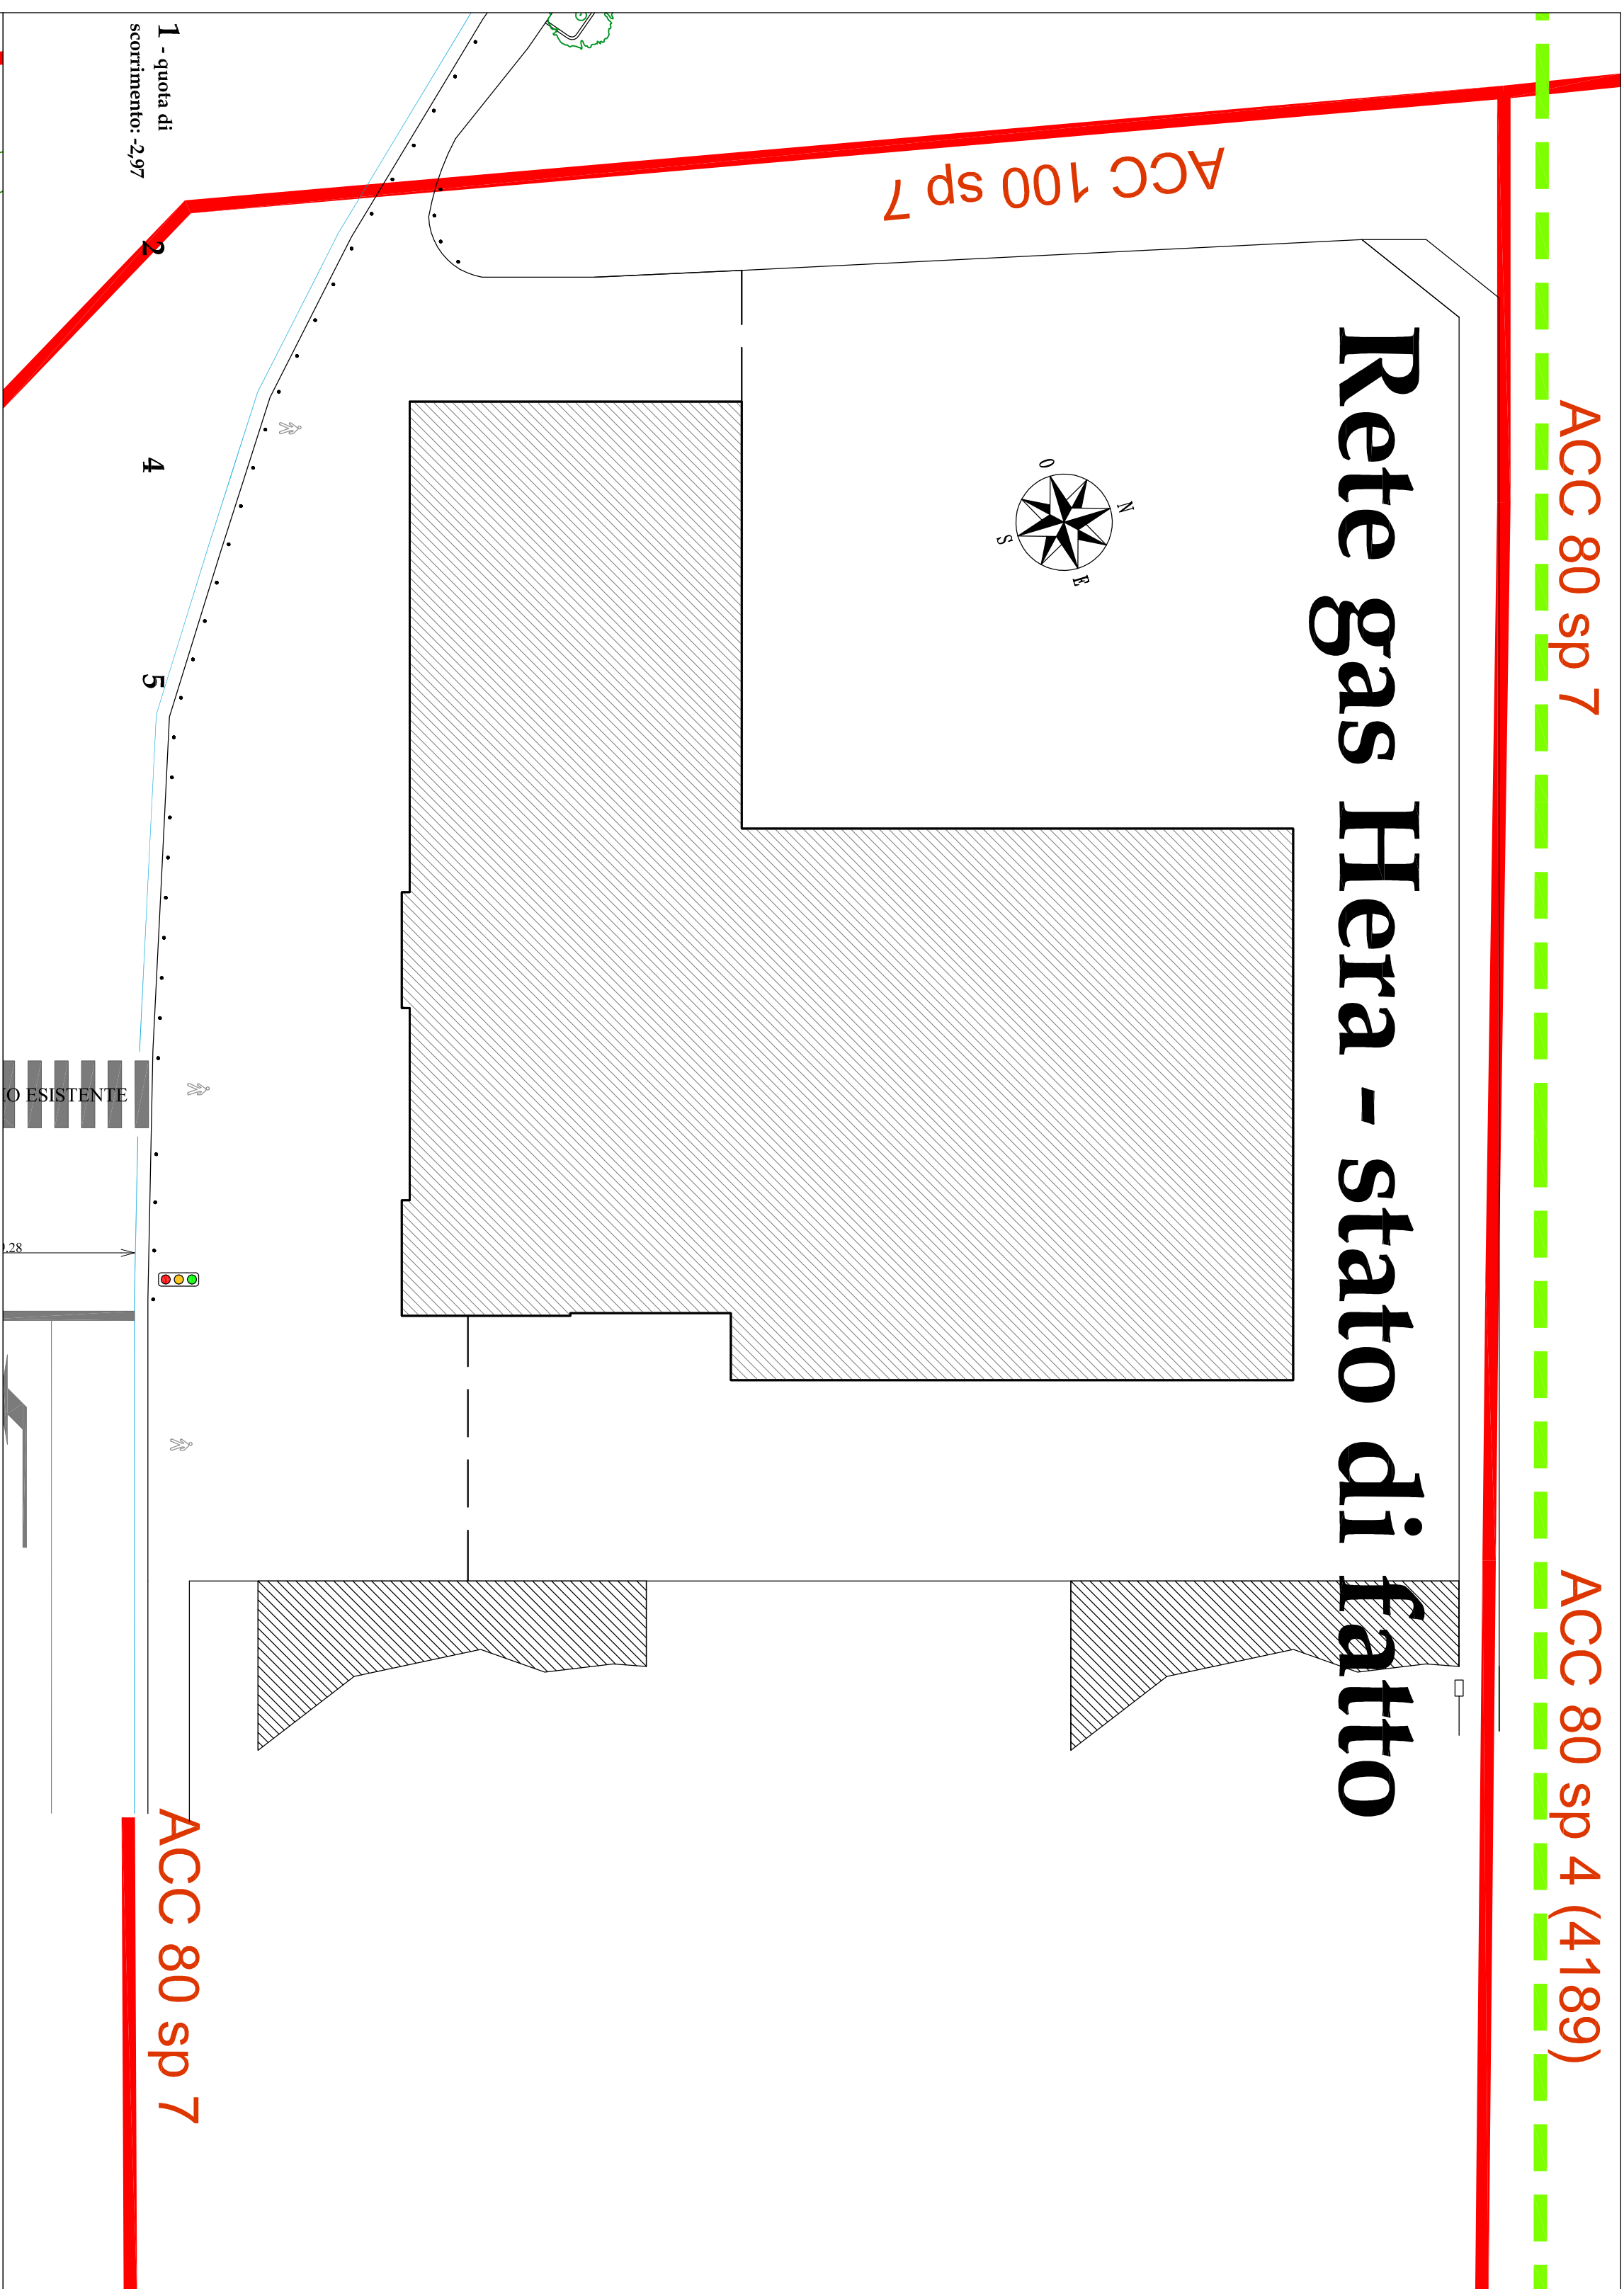 ACC 80 sp 7
ACC 80 sp 4 (4189)
Rete gas Hera - stato di fatto
ACC 100 sp 7
N
O
E
S
1 - quota di
scorrimento: -2,97
2
4
5
IO ESISTENTE
.28
ACC 80 sp 7